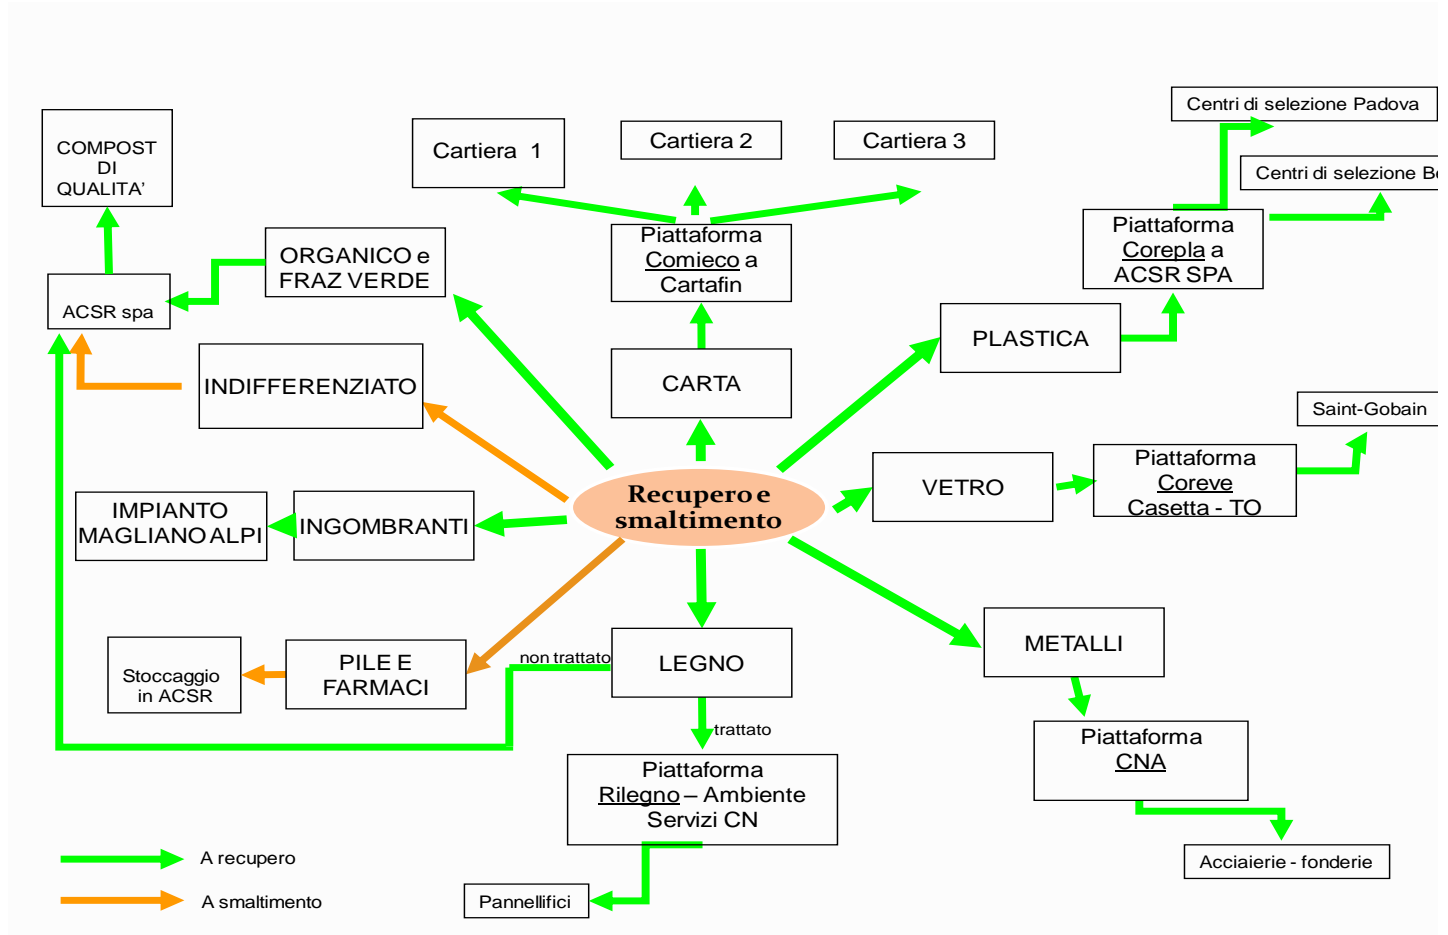 Centri di selezione Padova
COMPOST
DI
QUALITA’
Cartiera 1
Cartiera 2
Cartiera 3
Centri di selezione
Piattaforma
Comieco a
Cartafin
Piattaforma
Corepla a
ACSR SPA
ORGANICO e
FRAZ VERDE
ACSR spa
PLASTICA
INDIFFERENZIATO
CARTA
Saint-Gobain
Recupero e
smaltimento
VETRO
Piattaforma
Coreve
Casetta - TO
IMPIANTO
MAGLIANO ALPI
INGOMBRANTI
METALLI
non trattato
LEGNO
PILE E
FARMACI
Stoccaggio
in ACSR
trattato
Piattaforma
CNA
Piattaforma
Rilegno – Ambiente
Servizi CN
A recupero
Acciaierie - fonderie
A smaltimento
Pannellifici